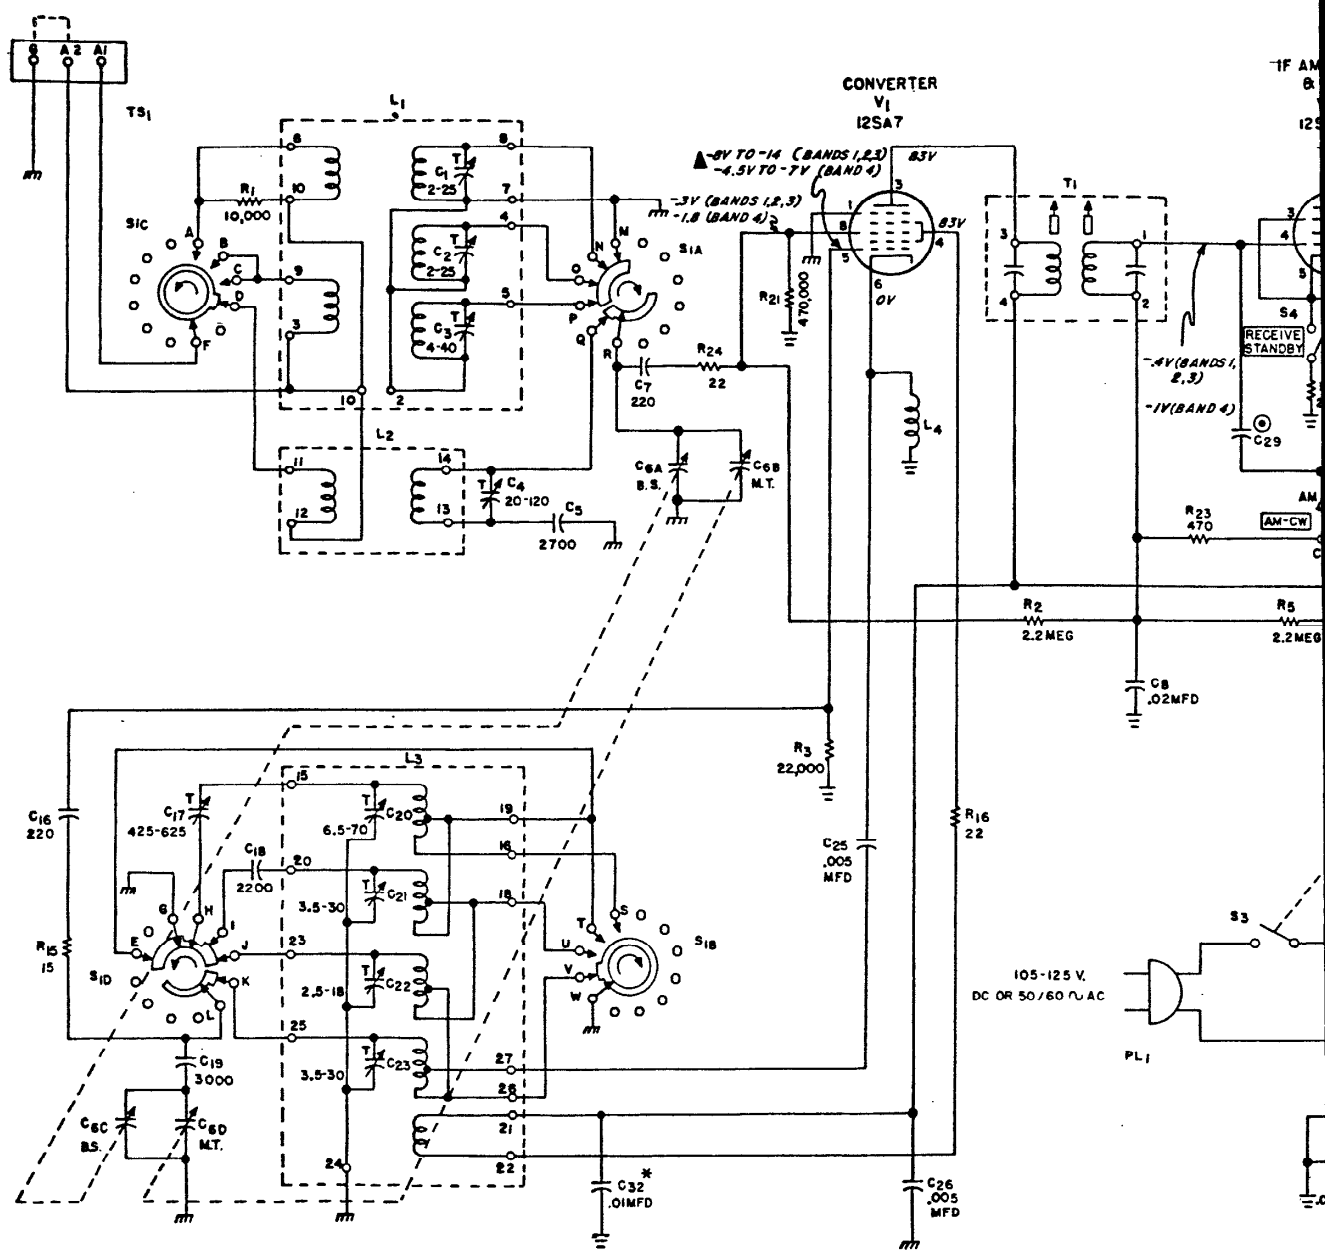 G A2 A1
TS1
L1
CONVERTER
V1
12SA7
IF AM
&
12S
-8V TO -14 (BANDS 1,2,3)
-4.5V TO -7V (BAND 4)
83V
-.3V (BANDS 1,2,3)
-1.8 (BAND 4)
T1
6
8
C1
2-25
T
10
7
R1
10,000
4
S1C
A
B
C
D
F
C2
2-25
T
9
5
C3
4-40
T
3
N
M
O
P
Q
R
S1A
3
1
8
5
4
6
83V
0V
R21
470,000
3
4
1
2
3
4
5
S4
RECEIVE
STANDBY
R24
22
C7
220
-.4V (BANDS 1,
2,3)
-1V (BAND 4)
10
2
L4
C29
L2
11
14
C6A
B.S.
C6B
M.T.
T
C4
20-120
C5
2700
12
13
R23
470
AM
AM-CW
C
R2
2.2MEG
R5
2.2MEG
C8
.02MFD
R3
22,000
L3
15
T
C17
425-625
C16
220
T
C20
6.5-70
19
16
R16
22
C25
.005
MFD
C18
2200
20
T
C21
3.5-30
18
G
H
I
J
K
L
E
R15
15
S1D
23
T
C22
2.5-18
T
S
U
V
W
S1B
S3
105-125 V.
DC OR 50/60 ∿ AC
PL1
25
T
C23
3.5-30
27
26
C19
3000
C6C
B.S.
C6D
M.T.
21
22
24
C32 *
.01MFD
C26
.005
MFD